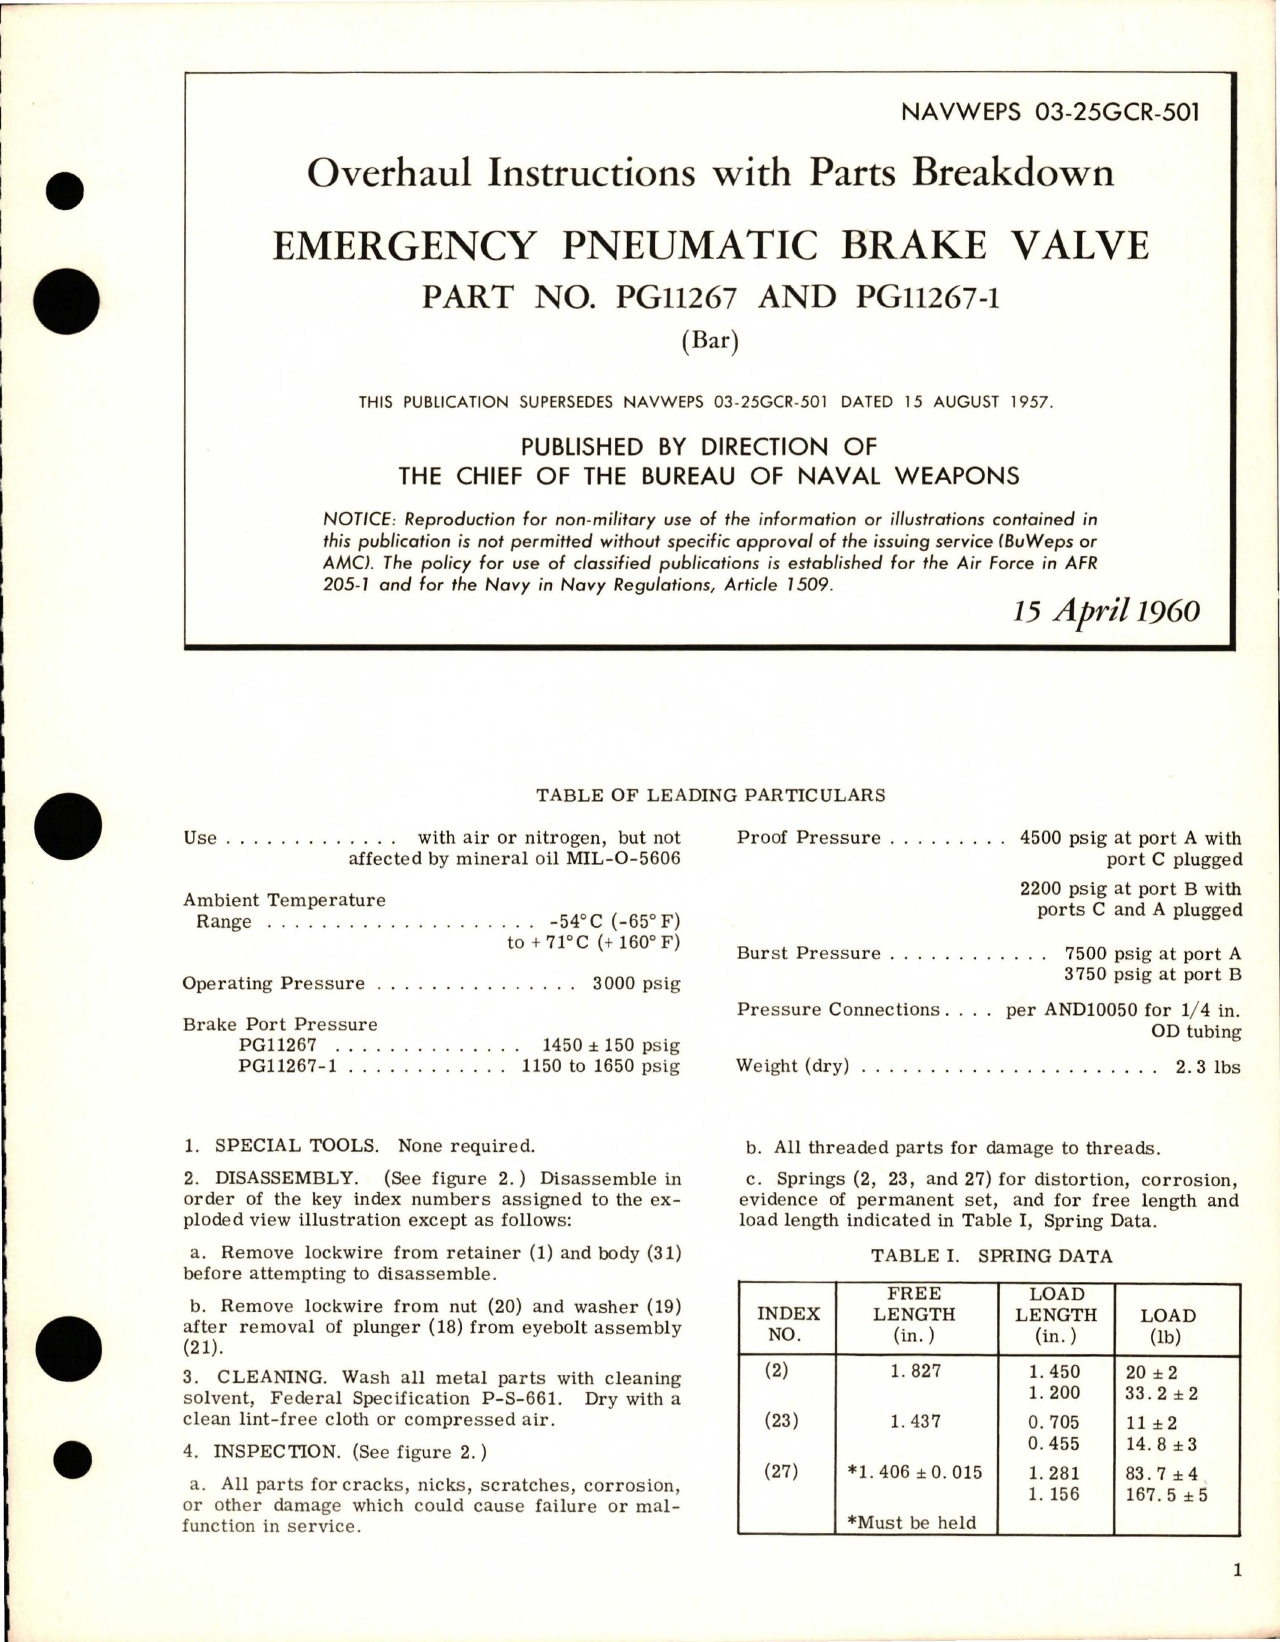 NAVWEPS 03-25GCR-501
Overhaul Instructions with Parts Breakdown
EMERGENCY PNEUMATIC BRAKE VALVE
PART NO. PG11267 AND PG11267-1
(Bar)
THIS PUBLICATION SUPERSEDES NAVWEPS 03-25GCR-501 DATED 15 AUGUST 1957.
PUBLISHED BY DIRECTION OF
THE CHIEF OF THE BUREAU OF NAVAL WEAPONS
NOTICE: Reproduction for non-military use of the information or illustrations contained in
this publication is not permitted without specific approval of the issuing service (BuWeps or
AMC). The policy for use of classified publications is established for the Air Force in AFR
205-1 and for the Navy in Navy Regulations, Article 1509.
15 April 1960
TABLE OF LEADING PARTICULARS
Use . . . . . . . . . . . . . with air or nitrogen, but not
affected by mineral oil MIL-O-5606
Ambient Temperature
Range . . . . . . . . . . . . . . . . . . . . -54°C (-65°F)
to +71°C (+160°F)
Operating Pressure . . . . . . . . . . . . . . . 3000 psig
Brake Port Pressure
PG11267 . . . . . . . . . . . . . . 1450 ± 150 psig
PG11267-1 . . . . . . . . . . . . 1150 to 1650 psig
Proof Pressure . . . . . . . . . 4500 psig at port A with
port C plugged
2200 psig at port B with
ports C and A plugged
Burst Pressure . . . . . . . . . . . . 7500 psig at port A
3750 psig at port B
Pressure Connections . . . . per AND10050 for 1/4 in.
OD tubing
Weight (dry) . . . . . . . . . . . . . . . . . . . . . . 2.3 lbs
1. SPECIAL TOOLS. None required.
2. DISASSEMBLY. (See figure 2.) Disassemble in
order of the key index numbers assigned to the ex-
ploded view illustration except as follows:
a. Remove lockwire from retainer (1) and body (31)
before attempting to disassemble.
b. Remove lockwire from nut (20) and washer (19)
after removal of plunger (18) from eyebolt assembly
(21).
3. CLEANING. Wash all metal parts with cleaning
solvent, Federal Specification P-S-661. Dry with a
clean lint-free cloth or compressed air.
4. INSPECTION. (See figure 2.)
a. All parts for cracks, nicks, scratches, corrosion,
or other damage which could cause failure or mal-
function in service.
b. All threaded parts for damage to threads.
c. Springs (2, 23, and 27) for distortion, corrosion,
evidence of permanent set, and for free length and
load length indicated in Table I, Spring Data.
TABLE I. SPRING DATA
INDEX NO. FREE LENGTH (in.) LOAD LENGTH (in.) LOAD (lb)
(2) 1.827 1.450 20 ±2
1.200 33.2 ±2
(23) 1.437 0.705 11 ±2
0.455 14.8 ±3
(27) *1.406 ±0.015 1.281 83.7 ±4
1.156 167.5 ±5
*Must be held
1